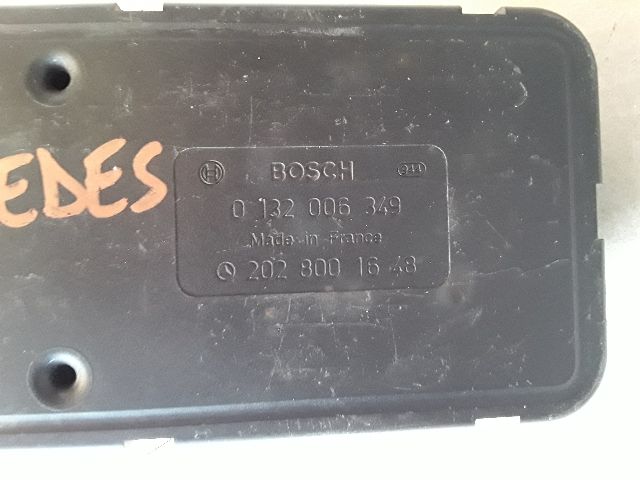 EDES
BOSCH
0 132 006 349
Made in France
202 800 16 48